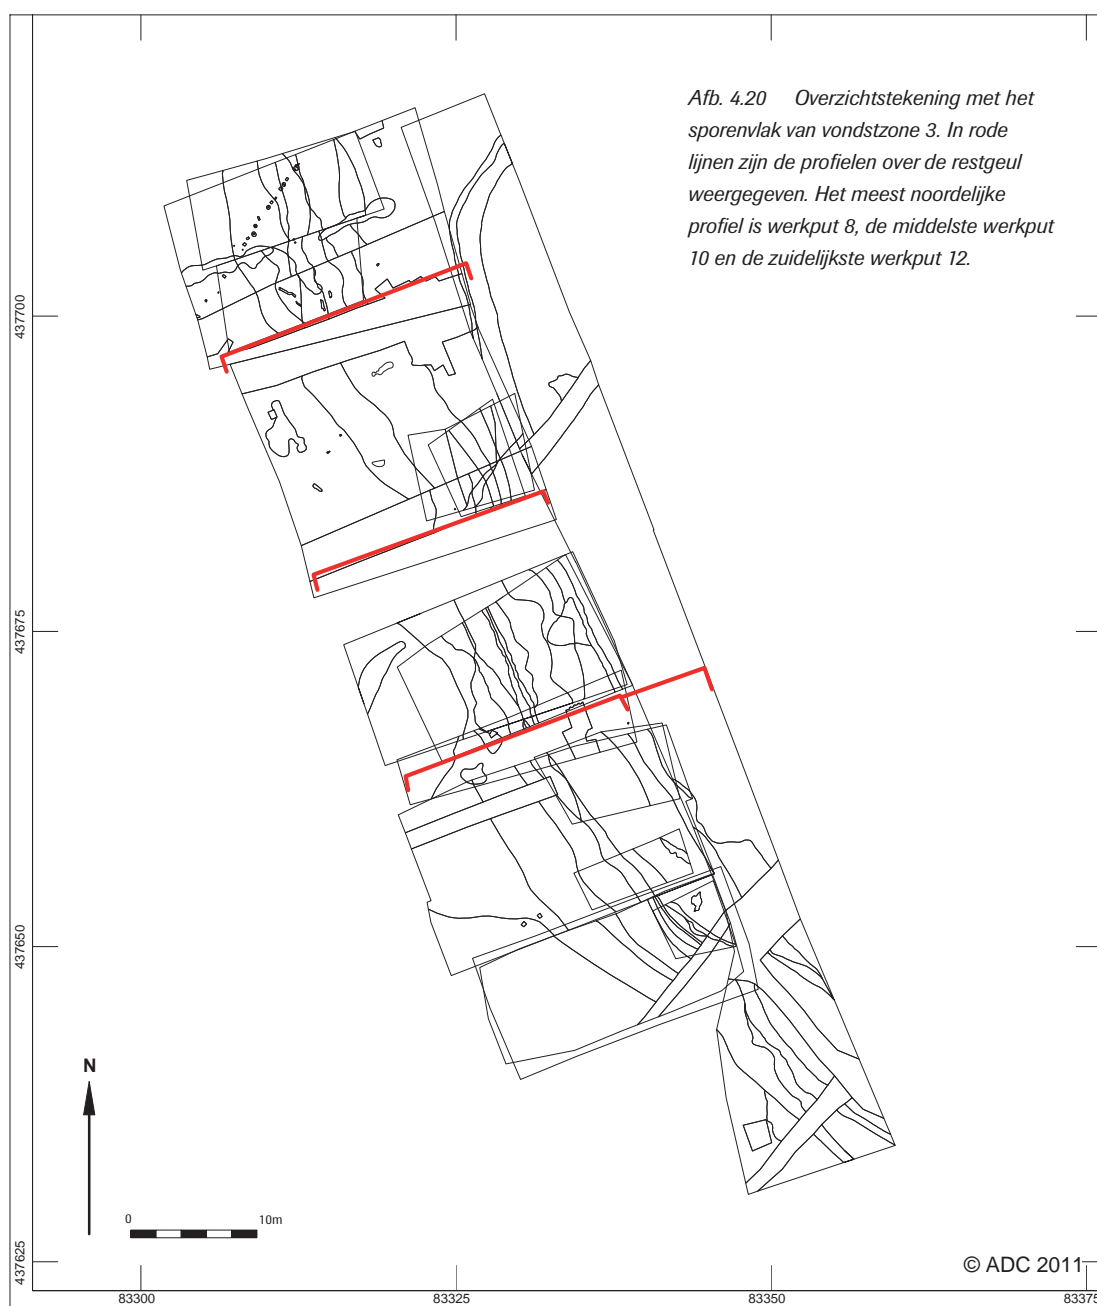 Afb. 4.20 Overzichtstekening met het
sporenvlak van vondstzone 3. In rode
lijnen zijn de profielen over de restgeul
weergegeven. Het meest noordelijke
profiel is werkput 8, de middelste werkput
10 en de zuidelijkste werkput 12.
437700
437675
437650
437625
N
0 10m
© ADC 2011
83300 83325 83350 83375